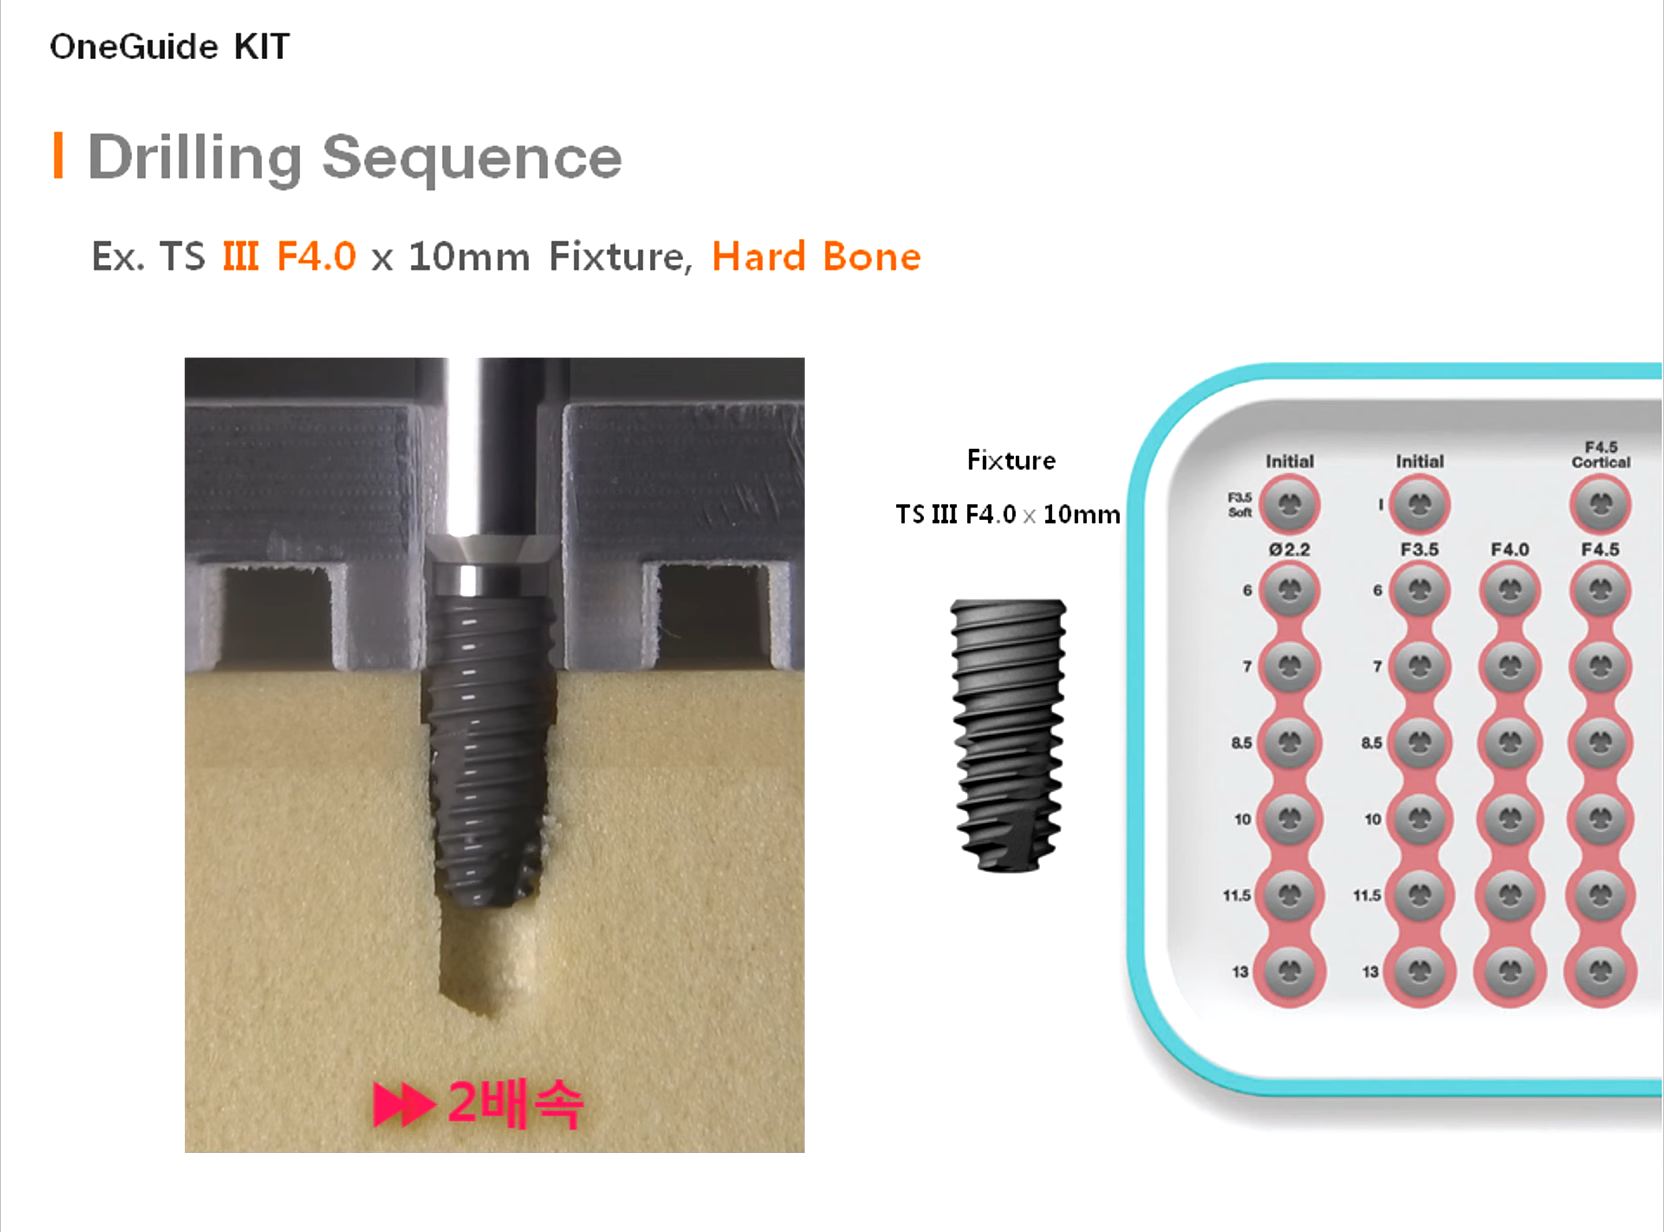 OneGuide KIT
Drilling Sequence
Ex. TS III F4.0 x 10mm Fixture, Hard Bone
2배속
Fixture
TS III F4.0 x 10mm
Initial
Initial
F4.5
Cortical
F3.5
Soft
I
Ø2.2
F3.5
F4.0
F4.5
6
6
7
7
8.5
8.5
10
10
11.5
11.5
13
13